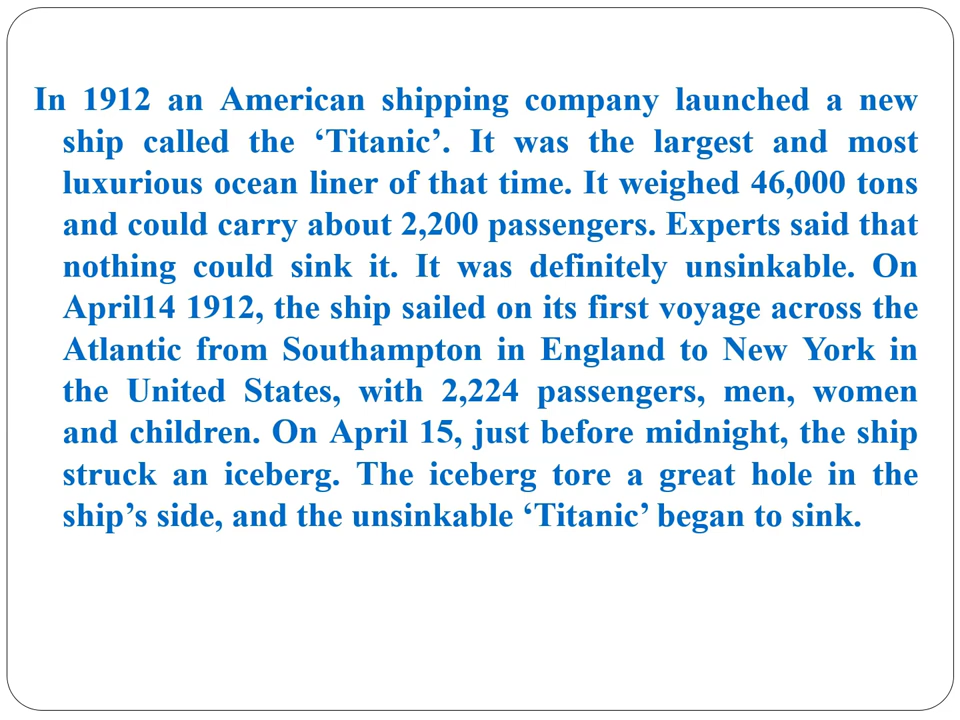 In 1912 an American shipping company launched a new
ship called the ‘Titanic’. It was the largest and most
luxurious ocean liner of that time. It weighed 46,000 tons
and could carry about 2,200 passengers. Experts said that
nothing could sink it. It was definitely unsinkable. On
April14 1912, the ship sailed on its first voyage across the
Atlantic from Southampton in England to New York in
the United States, with 2,224 passengers, men, women
and children. On April 15, just before midnight, the ship
struck an iceberg. The iceberg tore a great hole in the
ship’s side, and the unsinkable ‘Titanic’ began to sink.